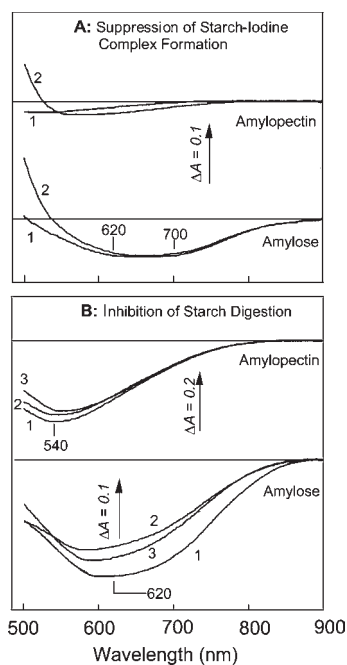 A: Suppression of Starch-Iodine
Complex Formation
2
1
Amylopectin
ΔA = 0.1
2
620
700
1
Amylose
B: Inhibition of Starch Digestion
3
Amylopectin
2
1
ΔA = 0.2
540
ΔA = 0.1
Amylose
2
3
1
620
500
600
700
800
900
Wavelength (nm)